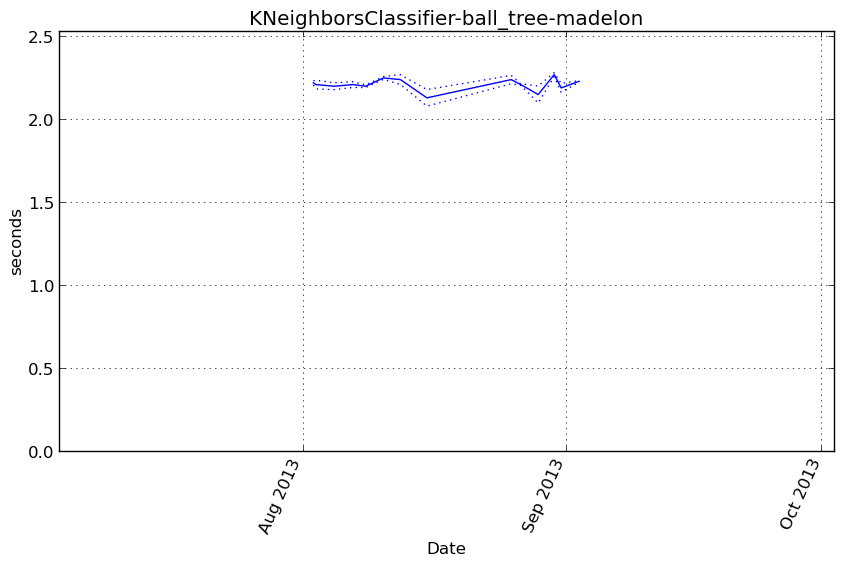 KNeighborsClassifier-ball_tree-madelon
2.5
2.0
1.5
1.0
0.5
0.0
seconds
Aug 2013
Sep 2013
Oct 2013
Date